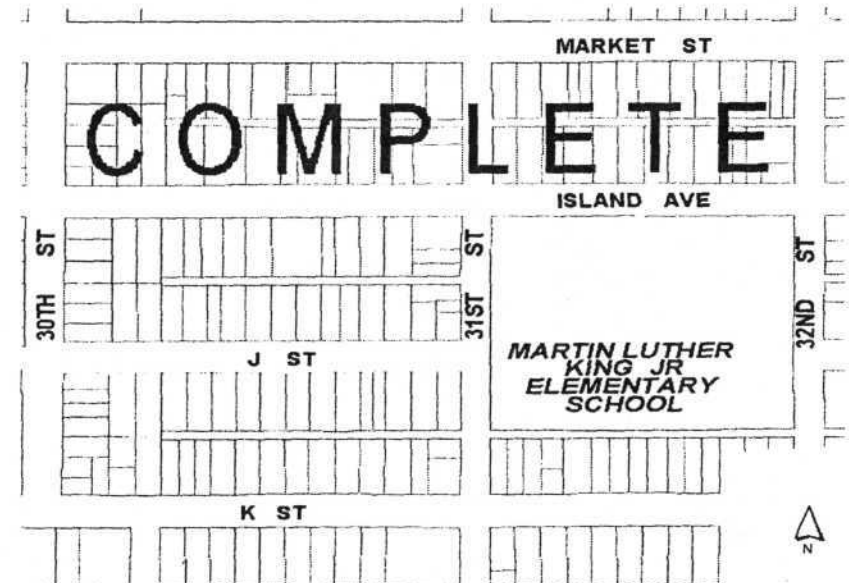 MARKET ST
COMPLETE
ISLAND AVE
30TH ST
31ST ST
32ND ST
MARTIN LUTHER
KING JR
ELEMENTARY
SCHOOL
J ST
K ST
N